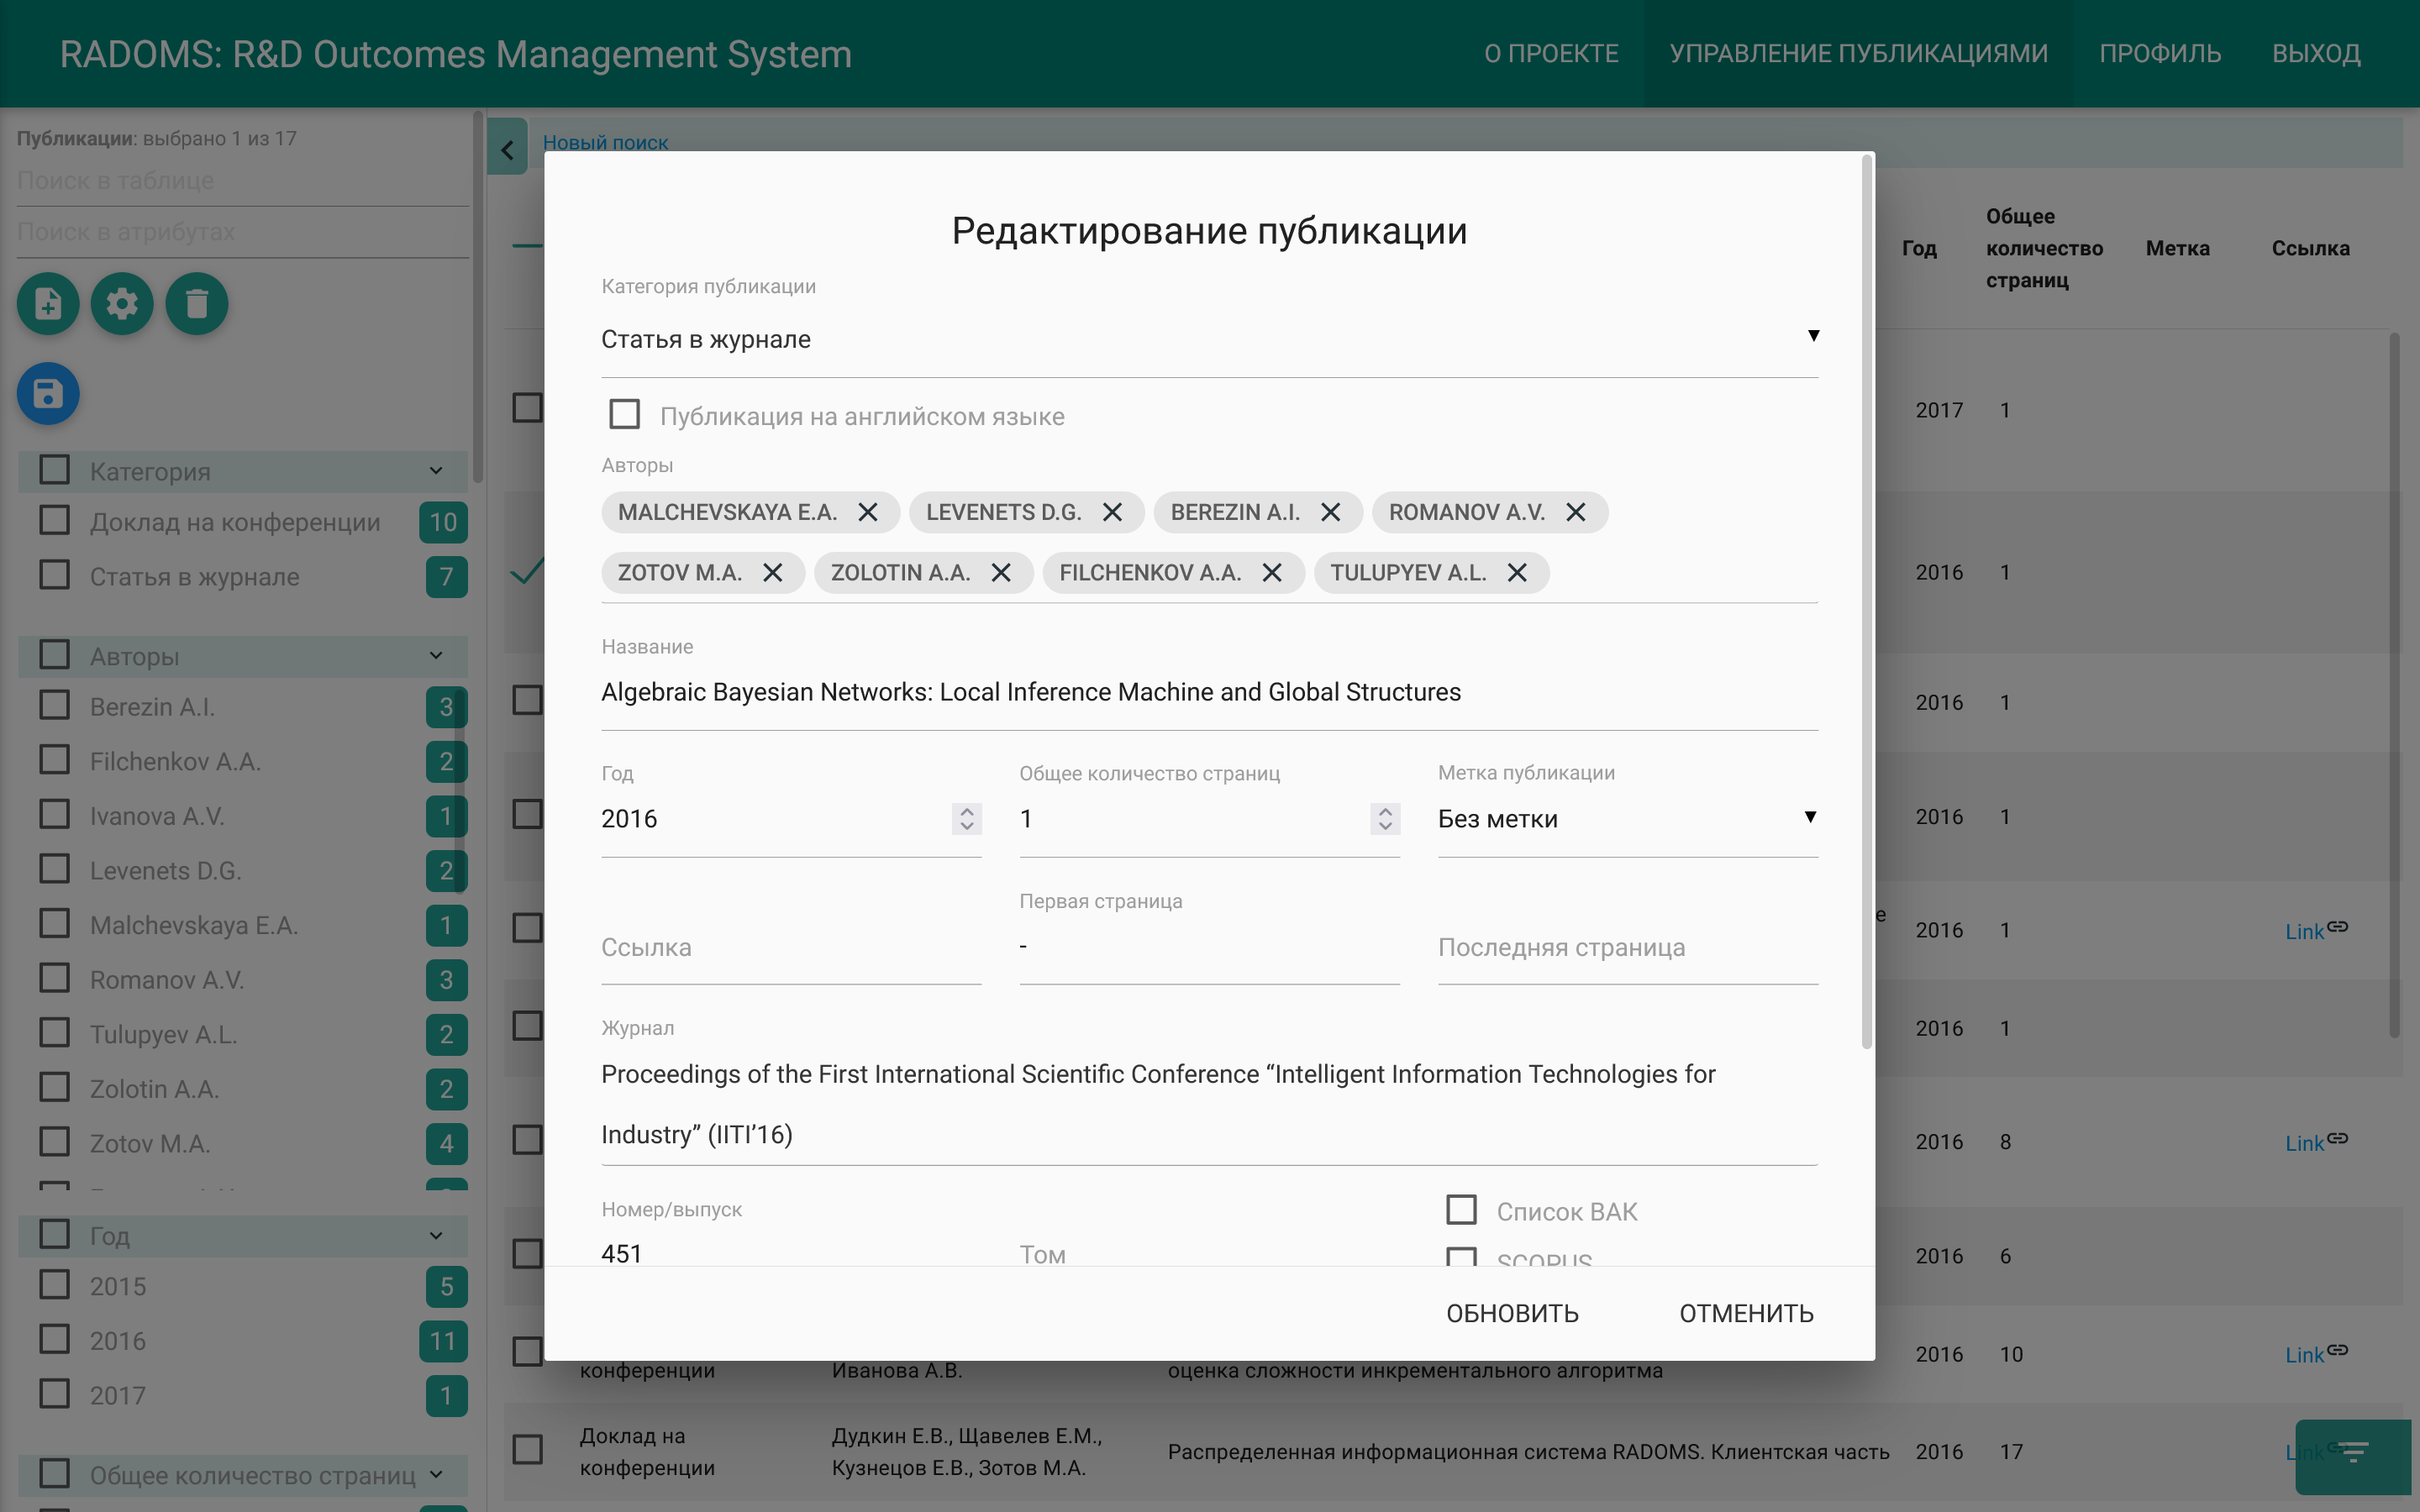 RADOMS: R&D Outcomes Management System
О ПРОЕКТЕ
УПРАВЛЕНИЕ ПУБЛИКАЦИЯМИ
ПРОФИЛЬ
ВЫХОД
Публикации: выбрано 1 из 17
Поиск в таблице
Поиск в атрибутах
Категория
Доклад на конференции 10
Статья в журнале 7
Авторы
Berezin A.I. 3
Filchenkov A.A. 2
Ivanova A.V. 1
Levenets D.G. 2
Malchevskaya E.A. 1
Romanov A.V. 3
Tulupyev A.L. 2
Zolotin A.A. 2
Zotov M.A. 4
Год
2015 5
2016 11
2017 1
Общее количество страниц
Новый поиск
Год
Общее
количество
страниц
Метка
Ссылка
2017 1
2016 1
2016 1
2016 1
е
2016 1 Link
2016 1
2016 8 Link
2016 6
2016 10 Link
конференции
Иванова А.В.
оценка сложности инкрементального алгоритма
Доклад на
конференции
Дудкин Е.В., Щавелев Е.М.,
Кузнецов Е.В., Зотов М.А.
Распределенная информационная система RADOMS. Клиентская часть
2016 17 Link
Редактирование публикации
Категория публикации
Статья в журнале
Публикация на английском языке
Авторы
MALCHEVSKAYA E.A. LEVENETS D.G. BEREZIN A.I. ROMANOV A.V.
ZOTOV M.A. ZOLOTIN A.A. FILCHENKOV A.A. TULUPYEV A.L.
Название
Algebraic Bayesian Networks: Local Inference Machine and Global Structures
Год
2016
Общее количество страниц
1
Метка публикации
Без метки
Ссылка
Первая страница
-
Последняя страница
Журнал
Proceedings of the First International Scientific Conference “Intelligent Information Technologies for
Industry” (IITI’16)
Номер/выпуск
451
Том
Список ВАК
SCOPUS
ОБНОВИТЬ
ОТМЕНИТЬ